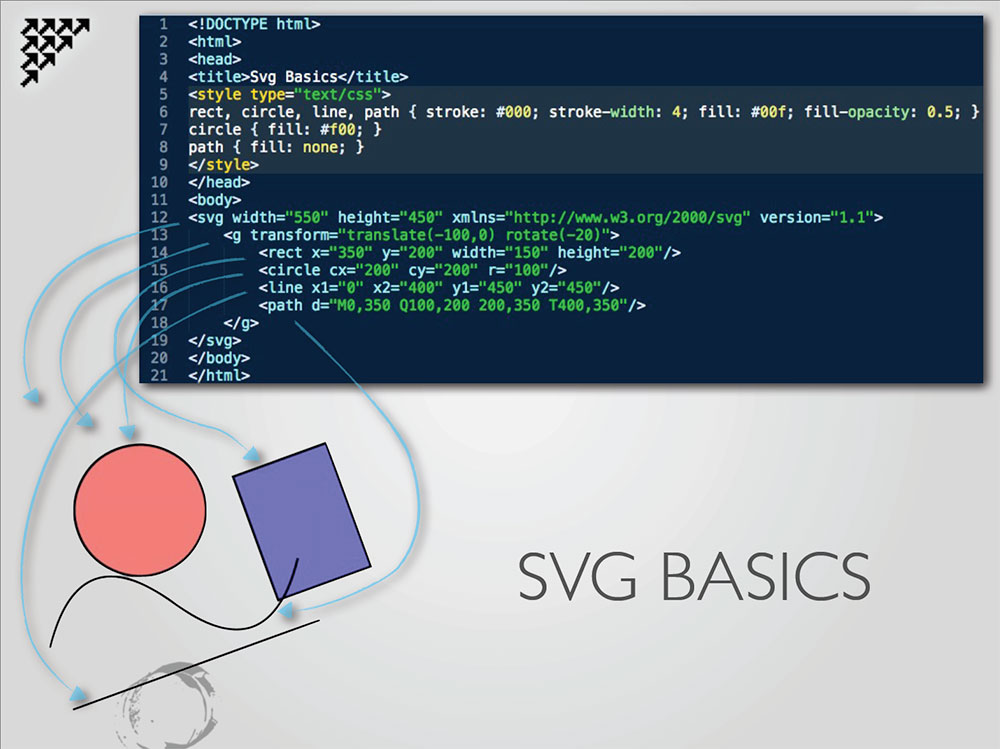 1 <!DOCTYPE html>
2 <html>
3 <head>
4 <title>Svg Basics</title>
5 <style type="text/css">
6 rect, circle, line, path { stroke: #000; stroke-width: 4; fill: #00f; fill-opacity: 0.5; }
7 circle { fill: #f00; }
8 path { fill: none; }
9 </style>
10 </head>
11 <body>
12 <svg width="550" height="450" xmlns="http://www.w3.org/2000/svg" version="1.1">
13 <g transform="translate(-100,0) rotate(-20)">
14 <rect x="350" y="200" width="150" height="200"/>
15 <circle cx="200" cy="200" r="100"/>
16 <line x1="0" x2="400" y1="450" y2="450"/>
17 <path d="M0,350 Q100,200 200,350 T400,350"/>
18 </g>
19 </svg>
20 </body>
21 </html>
SVG BASICS